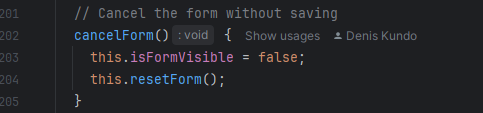 201 // Cancel the form without saving
202 cancelForm() : void { Show usages Denis Kundo
203 this.isFormVisible = false;
204 this.resetForm();
205 }